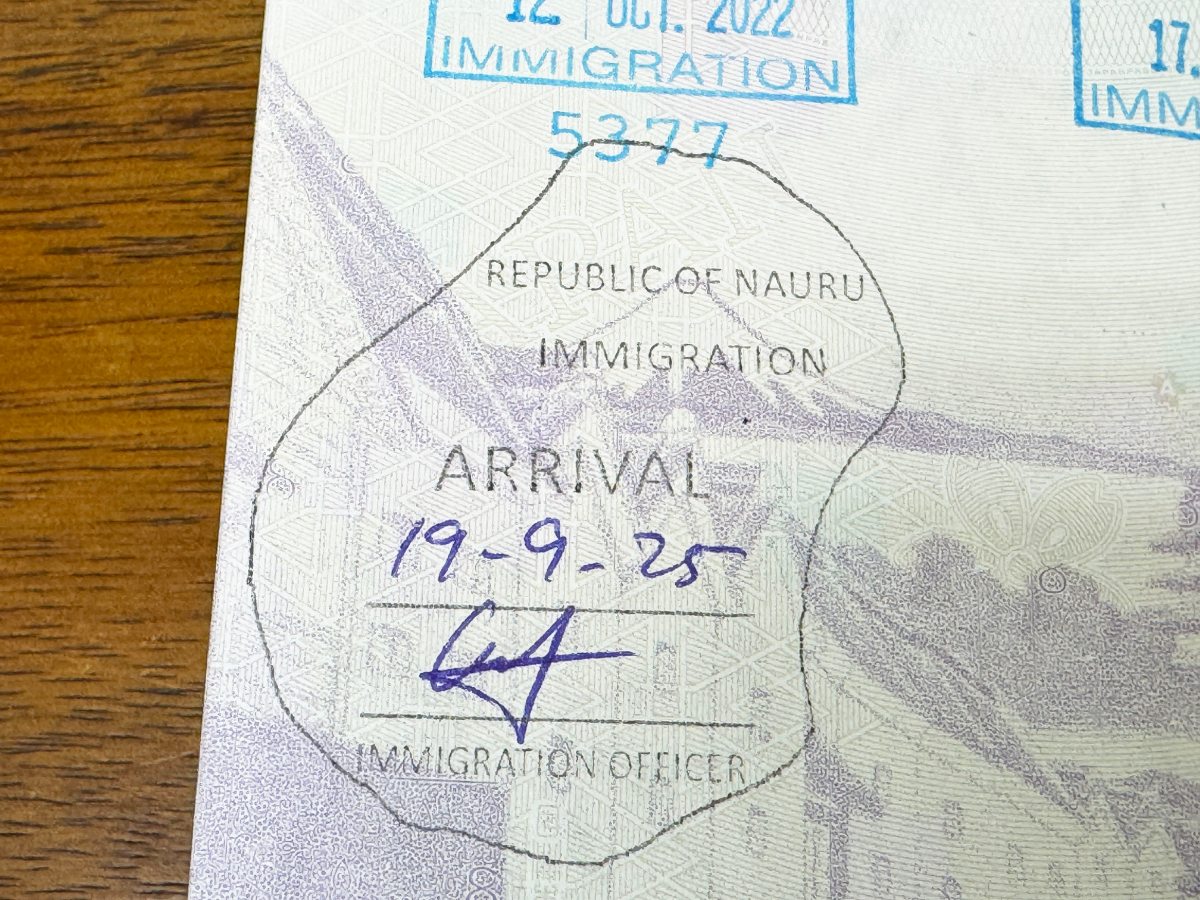 12 OCT. 2022
IMMIGRATION
5377
17.
IMM
REPUBLIC OF NAURU
IMMIGRATION
ARRIVAL
19-9-25
IMMIGRATION OFFICER